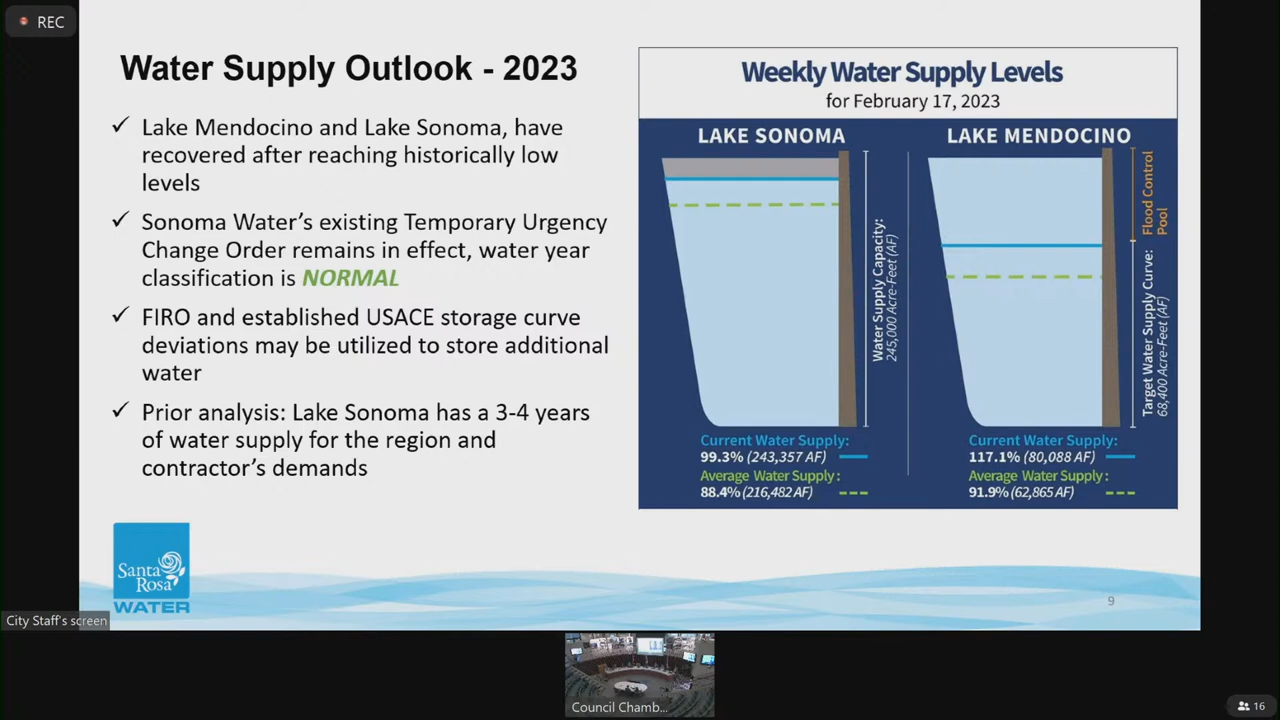 REC
Water Supply Outlook - 2023
✓ Lake Mendocino and Lake Sonoma, have
recovered after reaching historically low
levels
✓ Sonoma Water's existing Temporary Urgency
Change Order remains in effect, water year
classification is NORMAL
✓ FIRO and established USACE storage curve
deviations may be utilized to store additional
water
✓ Prior analysis: Lake Sonoma has a 3-4 years
of water supply for the region and
contractor's demands
Weekly Water Supply Levels
for February 17, 2023
LAKE SONOMA
Water Supply Capacity:
245,000 Acre-Feet (AF)
Current Water Supply:
99.3% (243,357 AF)
Average Water Supply:
88.4% (216,482 AF)
LAKE MENDOCINO
Flood Control
Pool
Target Water Supply Curve:
68,400 Acre-Feet (AF)
Current Water Supply:
117.1% (80,088 AF)
Average Water Supply:
91.9% (62,865 AF)
Santa
Rosa
WATER
9
City Staff's screen
Council Chamb...
16